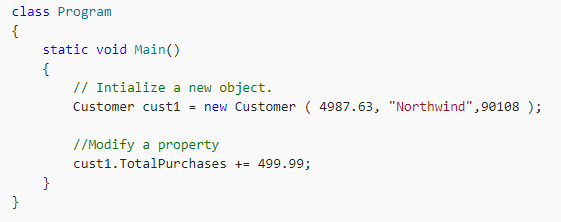 class Program
{
static void Main()
{
// Intialize a new object.
Customer cust1 = new Customer ( 4987.63, "Northwind",90108 );
//Modify a property
cust1.TotalPurchases += 499.99;
}
}